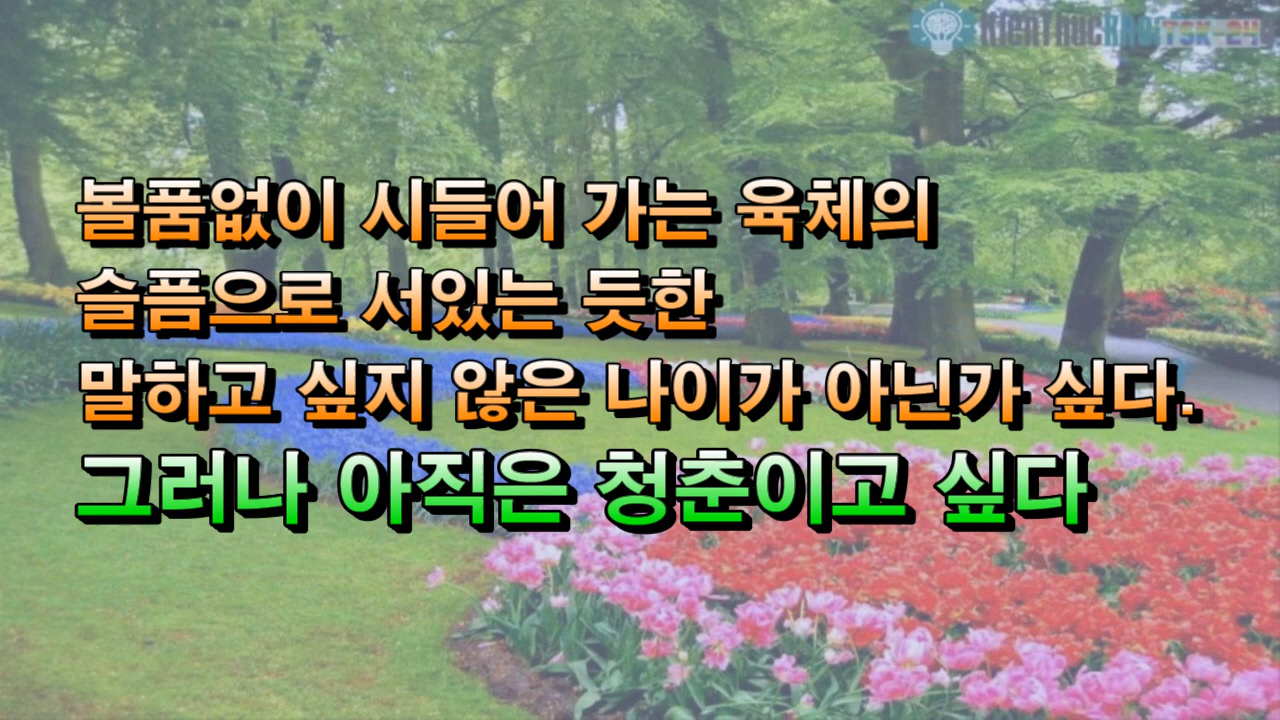 볼품없이 시들어 가는 육체의
슬픔으로 서있는 듯한
말하고 싶지 않은 나이가 아닌가 싶다.
그러나 아직은 청춘이고 싶다